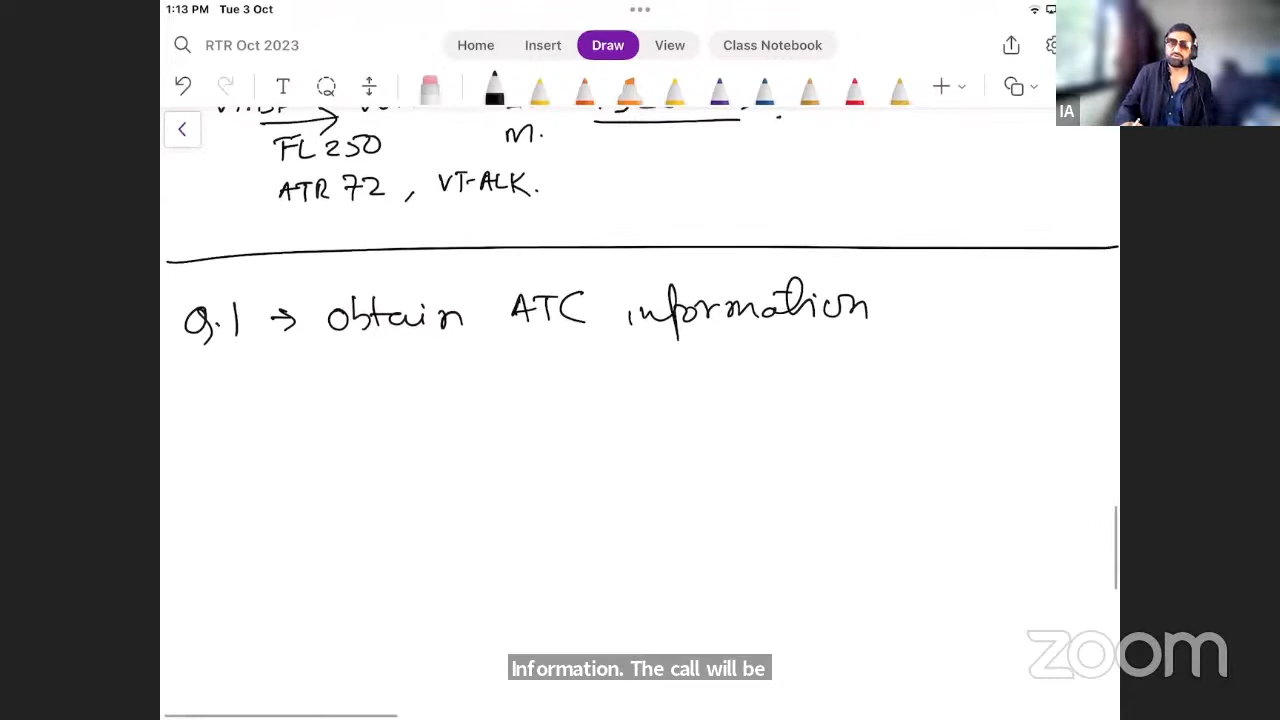 1:13 PM Tue 3 Oct
RTR Oct 2023
Home Insert Draw View Class Notebook
IA
FL 250
M.
ATR 72 , VT-ALK.
Q.1 → obtain ATC information
Information. The call will be
zoom